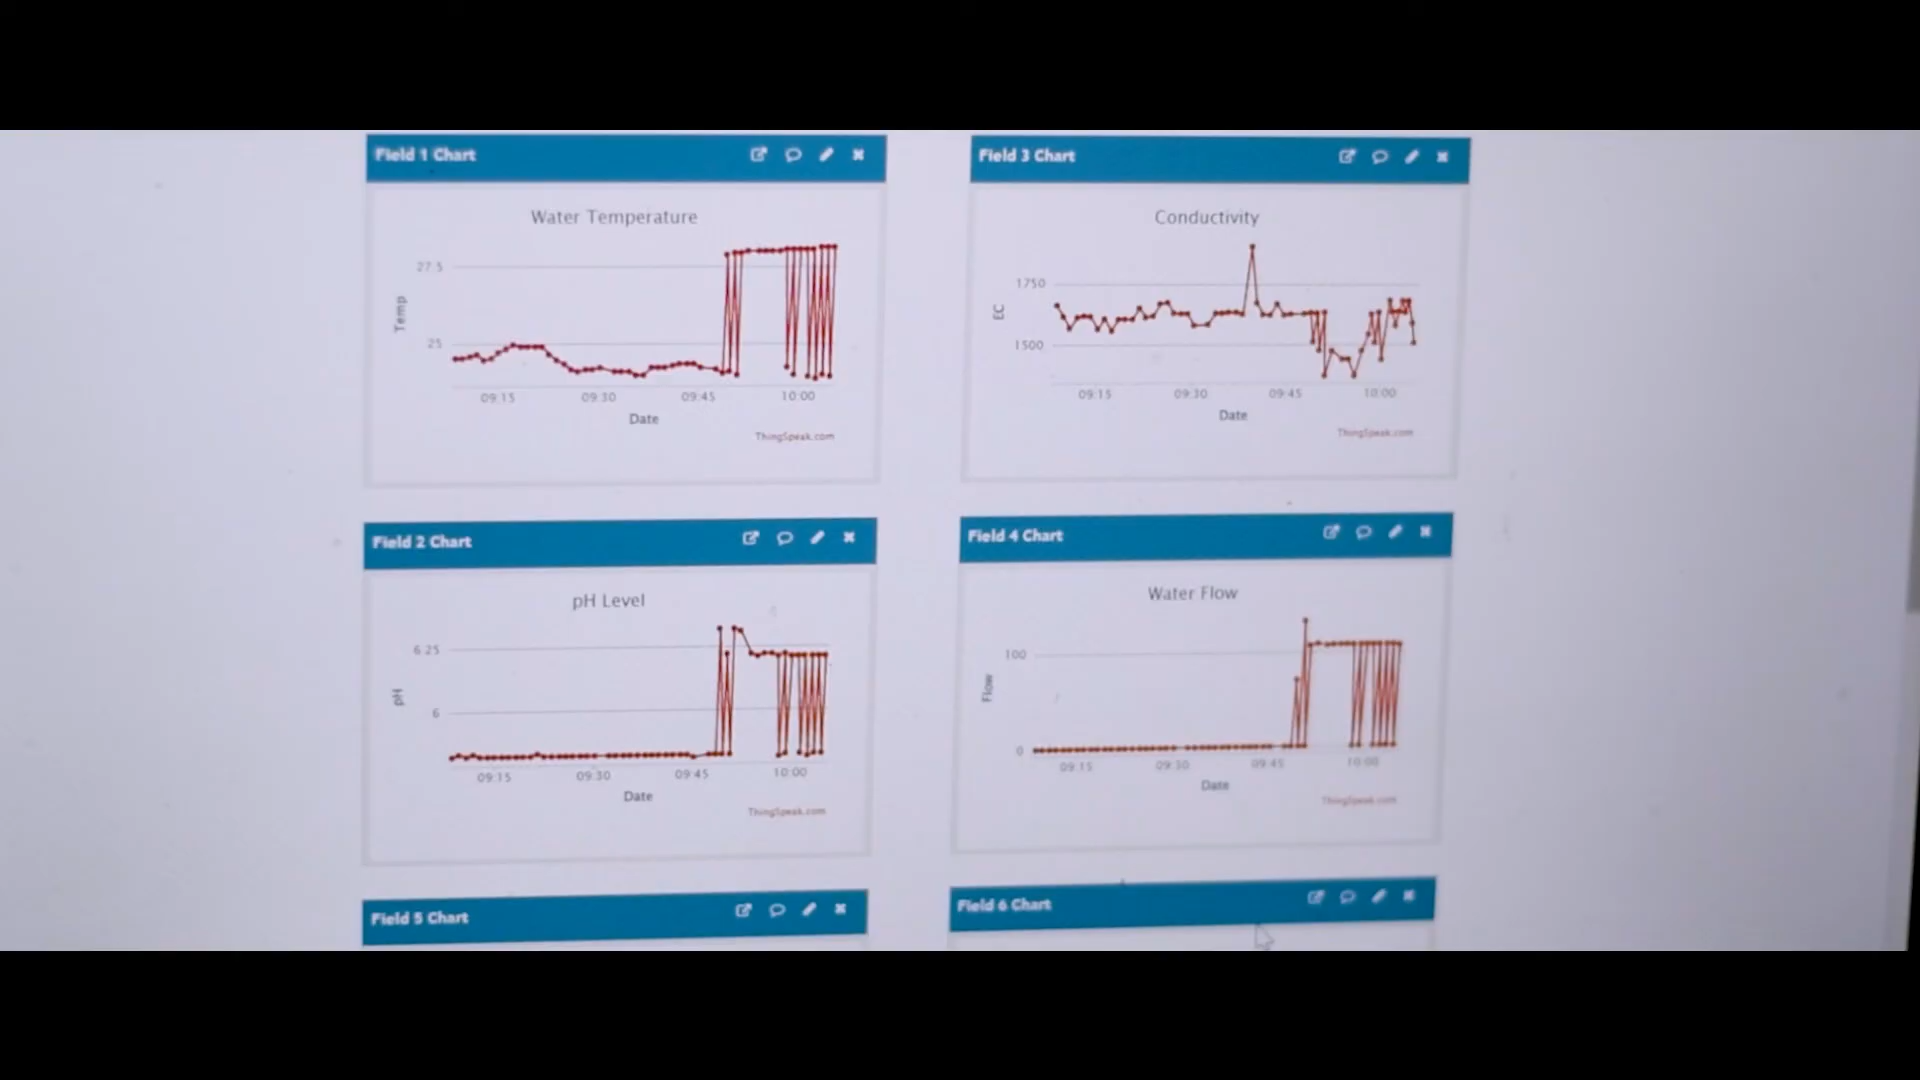 Field 1 Chart
Water Temperature
27.5
25
Temp
09:15 09:30 09:45 10:00
Date
ThingSpeak.com
Field 3 Chart
Conductivity
1750
1500
EC
09:15 09:30 09:45 10:00
Date
ThingSpeak.com
Field 2 Chart
pH Level
6.25
6
pH
09:15 09:30 09:45 10:00
Date
ThingSpeak.com
Field 4 Chart
Water Flow
100
0
Flow
09:15 09:30 09:45 10:00
Date
ThingSpeak.com
Field 5 Chart
Field 6 Chart